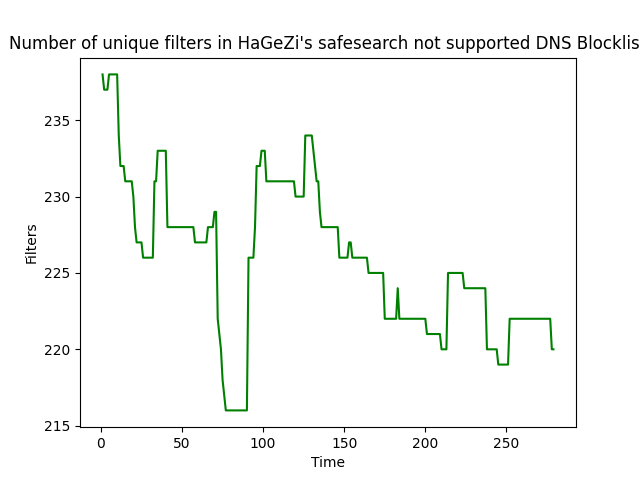 Number of unique filters in HaGeZi's safesearch not supported DNS Blocklis
235
230
225
220
215
Filters
0 50 100 150 200 250
Time